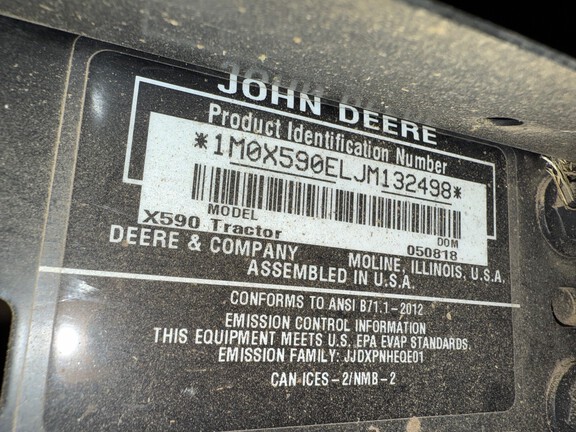 JOHN DEERE
Product Identification Number
*1M0X590ELJM132498*
MODEL DOM
X590 Tractor 050818
DEERE & COMPANY MOLINE, ILLINOIS, U.S.A.
ASSEMBLED IN U.S.A.
CONFORMS TO ANSI B71.1-2012
EMISSION CONTROL INFORMATION
THIS EQUIPMENT MEETS U.S. EPA EVAP STANDARDS.
EMISSION FAMILY: JJDXPNHEQE01
CAN ICES-2/NMB-2